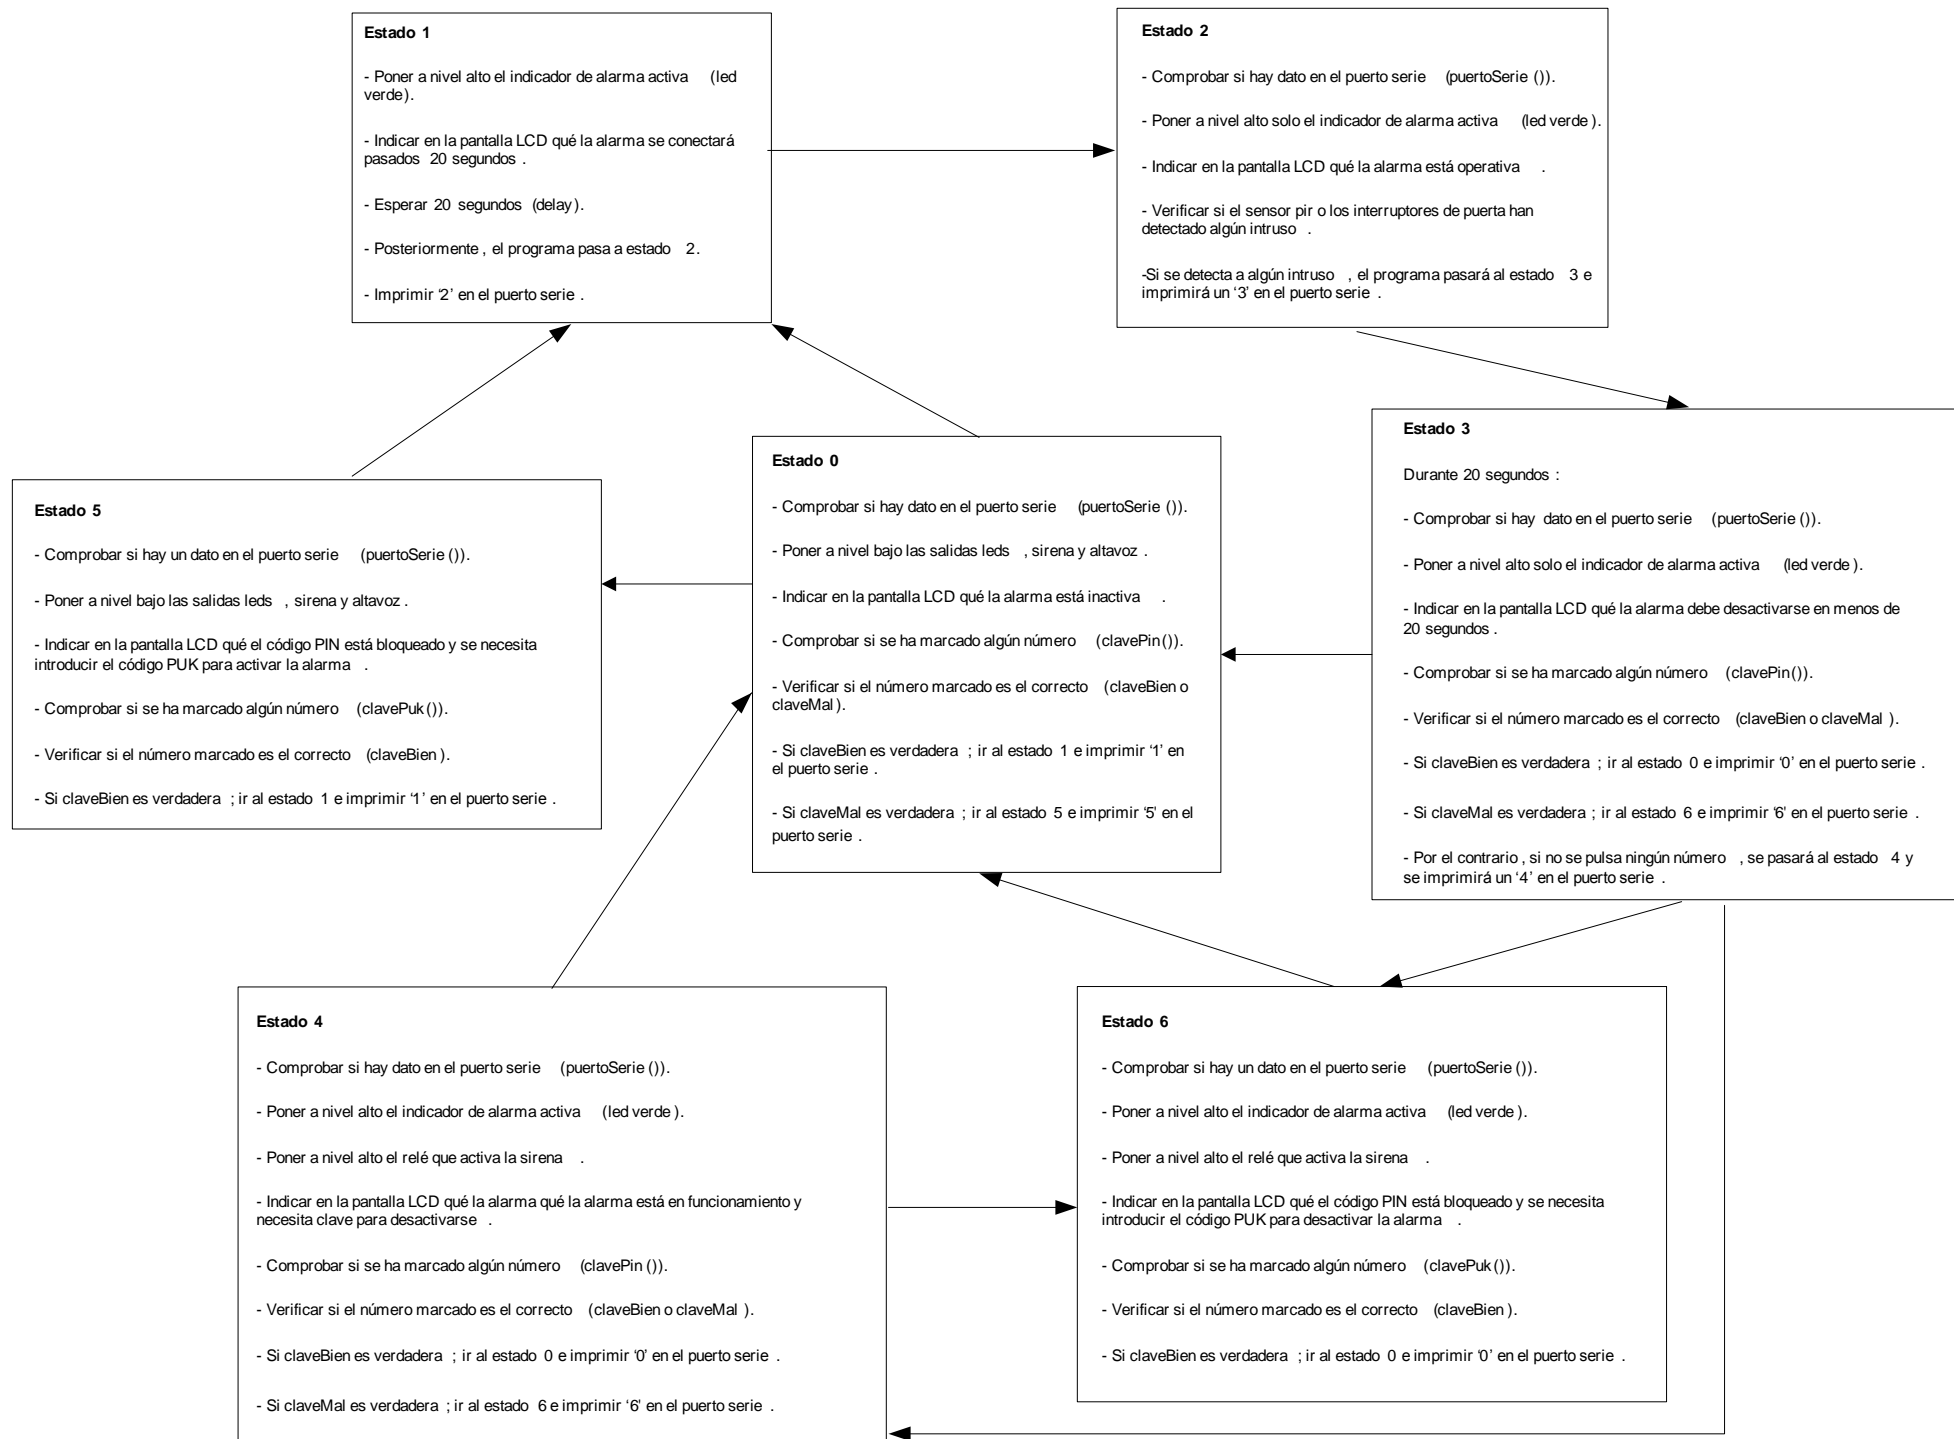 Estado 1
- Poner a nivel alto el indicador de alarma activa (led
verde).
- Indicar en la pantalla LCD qué la alarma se conectará
pasados 20 segundos .
- Esperar 20 segundos (delay).
- Posteriormente , el programa pasa a estado 2.
- Imprimir ‘2’ en el puerto serie .
Estado 2
- Comprobar si hay dato en el puerto serie (puertoSerie ()).
- Poner a nivel alto solo el indicador de alarma activa (led verde ).
- Indicar en la pantalla LCD qué la alarma está operativa .
- Verificar si el sensor pir o los interruptores de puerta han
detectado algún intruso .
-Si se detecta a algún intruso , el programa pasará al estado 3 e
imprimirá un ‘3’ en el puerto serie .
Estado 3
Durante 20 segundos :
- Comprobar si hay dato en el puerto serie (puertoSerie ()).
- Poner a nivel alto solo el indicador de alarma activa (led verde ).
- Indicar en la pantalla LCD qué la alarma debe desactivarse en menos de
20 segundos .
- Comprobar si se ha marcado algún número (clavePin()).
- Verificar si el número marcado es el correcto (claveBien o claveMal ).
- Si claveBien es verdadera ; ir al estado 0 e imprimir ‘0’ en el puerto serie .
- Si claveMal es verdadera ; ir al estado 6 e imprimir ‘6’ en el puerto serie .
- Por el contrario , si no se pulsa ningún número , se pasará al estado 4 y
se imprimirá un ‘4’ en el puerto serie .
Estado 0
- Comprobar si hay dato en el puerto serie (puertoSerie ()).
- Poner a nivel bajo las salidas leds , sirena y altavoz .
- Indicar en la pantalla LCD qué la alarma está inactiva .
- Comprobar si se ha marcado algún número (clavePin()).
- Verificar si el número marcado es el correcto (claveBien o
claveMal).
- Si claveBien es verdadera ; ir al estado 1 e imprimir ‘1’ en
el puerto serie .
- Si claveMal es verdadera ; ir al estado 5 e imprimir ‘5’ en el
puerto serie .
Estado 5
- Comprobar si hay un dato en el puerto serie (puertoSerie ()).
- Poner a nivel bajo las salidas leds , sirena y altavoz .
- Indicar en la pantalla LCD qué el código PIN está bloqueado y se necesita
introducir el código PUK para activar la alarma .
- Comprobar si se ha marcado algún número (clavePuk()).
- Verificar si el número marcado es el correcto (claveBien ).
- Si claveBien es verdadera ; ir al estado 1 e imprimir ‘1’ en el puerto serie .
Estado 4
- Comprobar si hay dato en el puerto serie (puertoSerie ()).
- Poner a nivel alto el indicador de alarma activa (led verde ).
- Poner a nivel alto el relé que activa la sirena .
- Indicar en la pantalla LCD qué la alarma qué la alarma está en funcionamiento y
necesita clave para desactivarse .
- Comprobar si se ha marcado algún número (clavePin ()).
- Verificar si el número marcado es el correcto (claveBien o claveMal ).
- Si claveBien es verdadera ; ir al estado 0 e imprimir ‘0’ en el puerto serie .
- Si claveMal es verdadera ; ir al estado 6 e imprimir ‘6’ en el puerto serie .
Estado 6
- Comprobar si hay un dato en el puerto serie (puertoSerie ()).
- Poner a nivel alto el indicador de alarma activa (led verde ).
- Poner a nivel alto el relé que activa la sirena .
- Indicar en la pantalla LCD qué el código PIN está bloqueado y se necesita
introducir el código PUK para desactivar la alarma .
- Comprobar si se ha marcado algún número (clavePuk()).
- Verificar si el número marcado es el correcto (claveBien ).
- Si claveBien es verdadera ; ir al estado 0 e imprimir ‘0’ en el puerto serie .